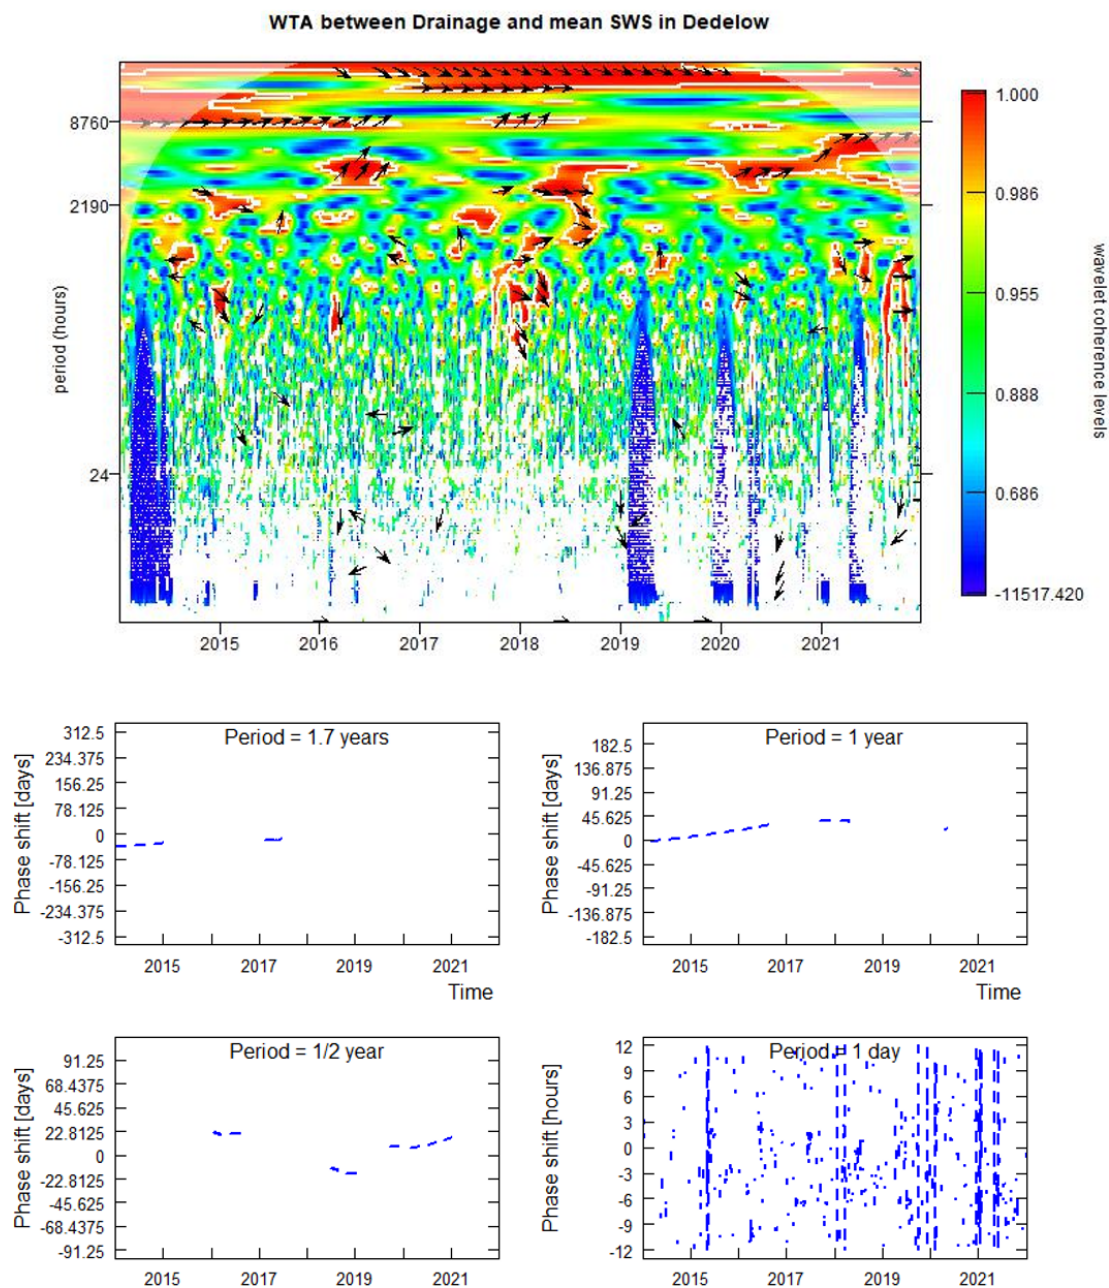 WTA between Drainage and mean SWS in Dedelow
period (hours)
8760
2190
24
2015 2016 2017 2018 2019 2020 2021
1.000
0.986
0.955
0.888
0.686
-11517.420
wavelet coherence levels
Period = 1.7 years
Phase shift [days]
312.5
234.375
156.25
78.125
0
-78.125
-156.25
-234.375
-312.5
2015 2017 2019 2021
Time
Period = 1 year
Phase shift [days]
182.5
136.875
91.25
45.625
0
-45.625
-91.25
-136.875
-182.5
2015 2017 2019 2021
Time
Period = 1/2 year
Phase shift [days]
91.25
68.4375
45.625
22.8125
0
-22.8125
-45.625
-68.4375
-91.25
2015 2017 2019 2021
Period = 1 day
Phase shift [hours]
12
9
6
3
0
-3
-6
-9
-12
2015 2017 2019 2021